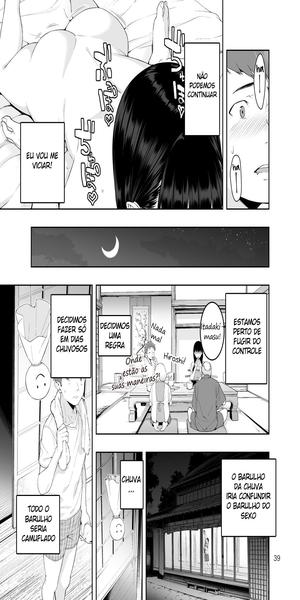 NÃO
PODEMOS
CONTINUAR
EU VOU ME
VICIAR!
ESTAMOS
PERTO DE
FUGIR DO
CONTROLE
tadaki
masu!
Hiroshi!
Nada
mal
Onde
estão as
suas maneiras?!
DECIDIMOS
UMA
REGRA
DECIDIMOS
FAZER SÓ
EM DIAS
CHUVOSOS
O BARULHO
DA CHUVA
IRIA CONFUNDIR
O BARULHO DO
SEXO
CHUVA
...
TODO O
BARULHO
SERIA
CAMUFLADO
39